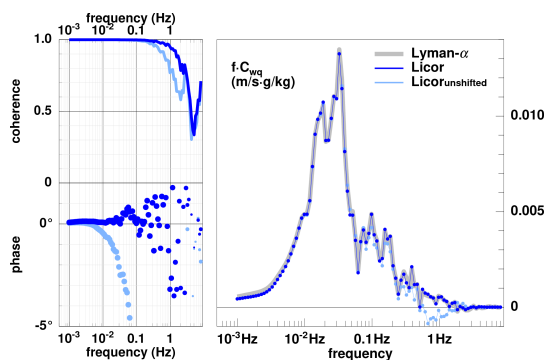 frequency (Hz)
10-3 10-2 0.1 1
1.0
0.5
0
coherence
0°
-5°
phase
10-3 10-2 0.1 1
frequency (Hz)
f·Cwq
(m/s·g/kg)
Lyman-α
Licor
Licorunshifted
0.010
0.005
0
10-3Hz 10-2Hz 0.1Hz 1Hz
frequency